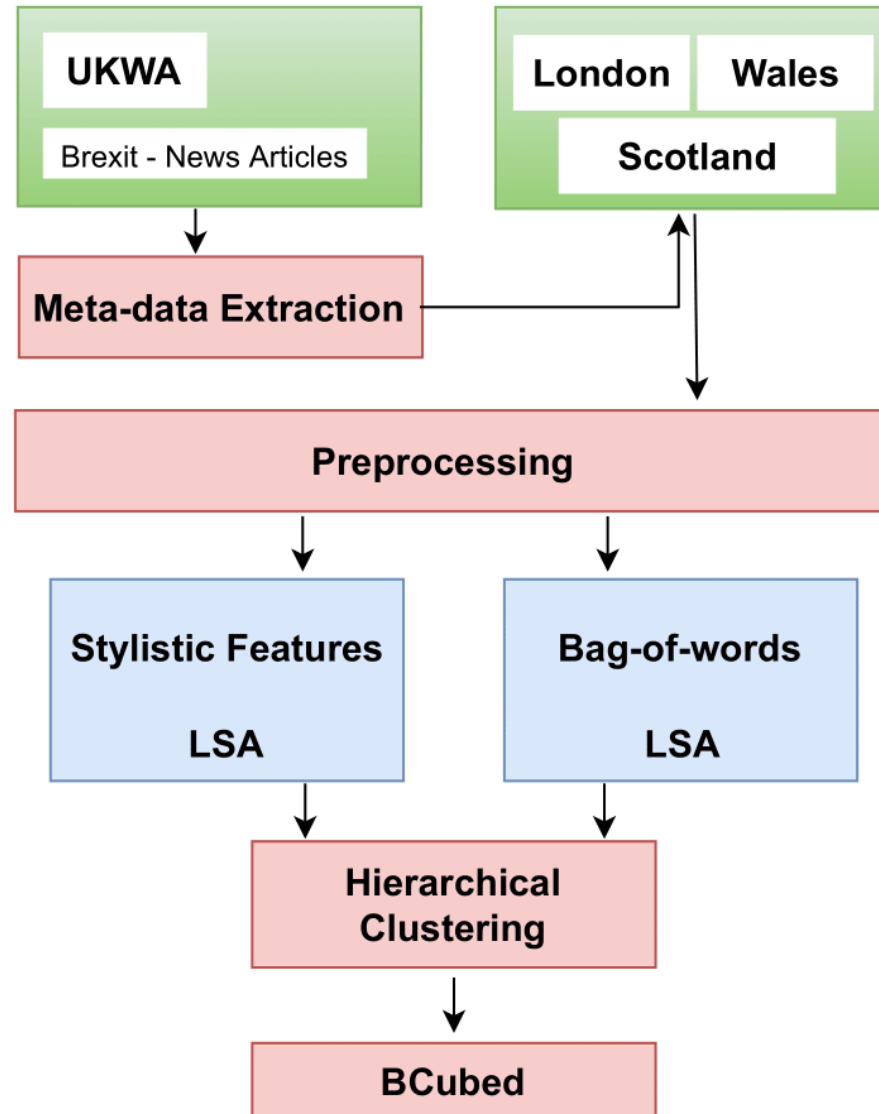 UKWA
Brexit - News Articles
London
Wales
Scotland
Meta-data Extraction
Preprocessing
Stylistic Features
LSA
Bag-of-words
LSA
Hierarchical
Clustering
BCubed